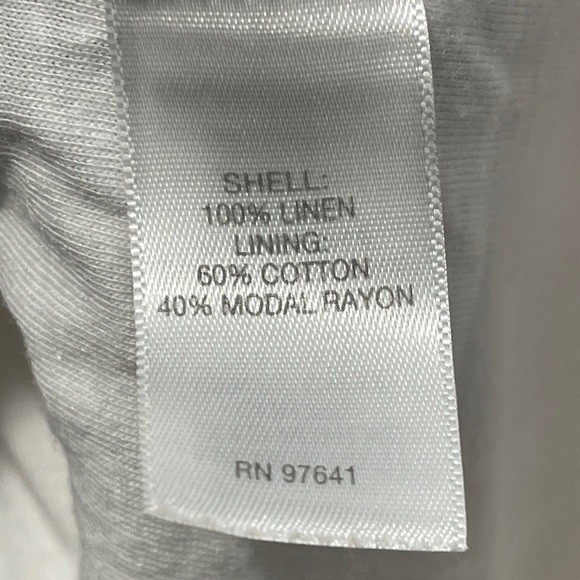 SHELL:
100% LINEN
LINING:
60% COTTON
40% MODAL RAYON
RN 97641